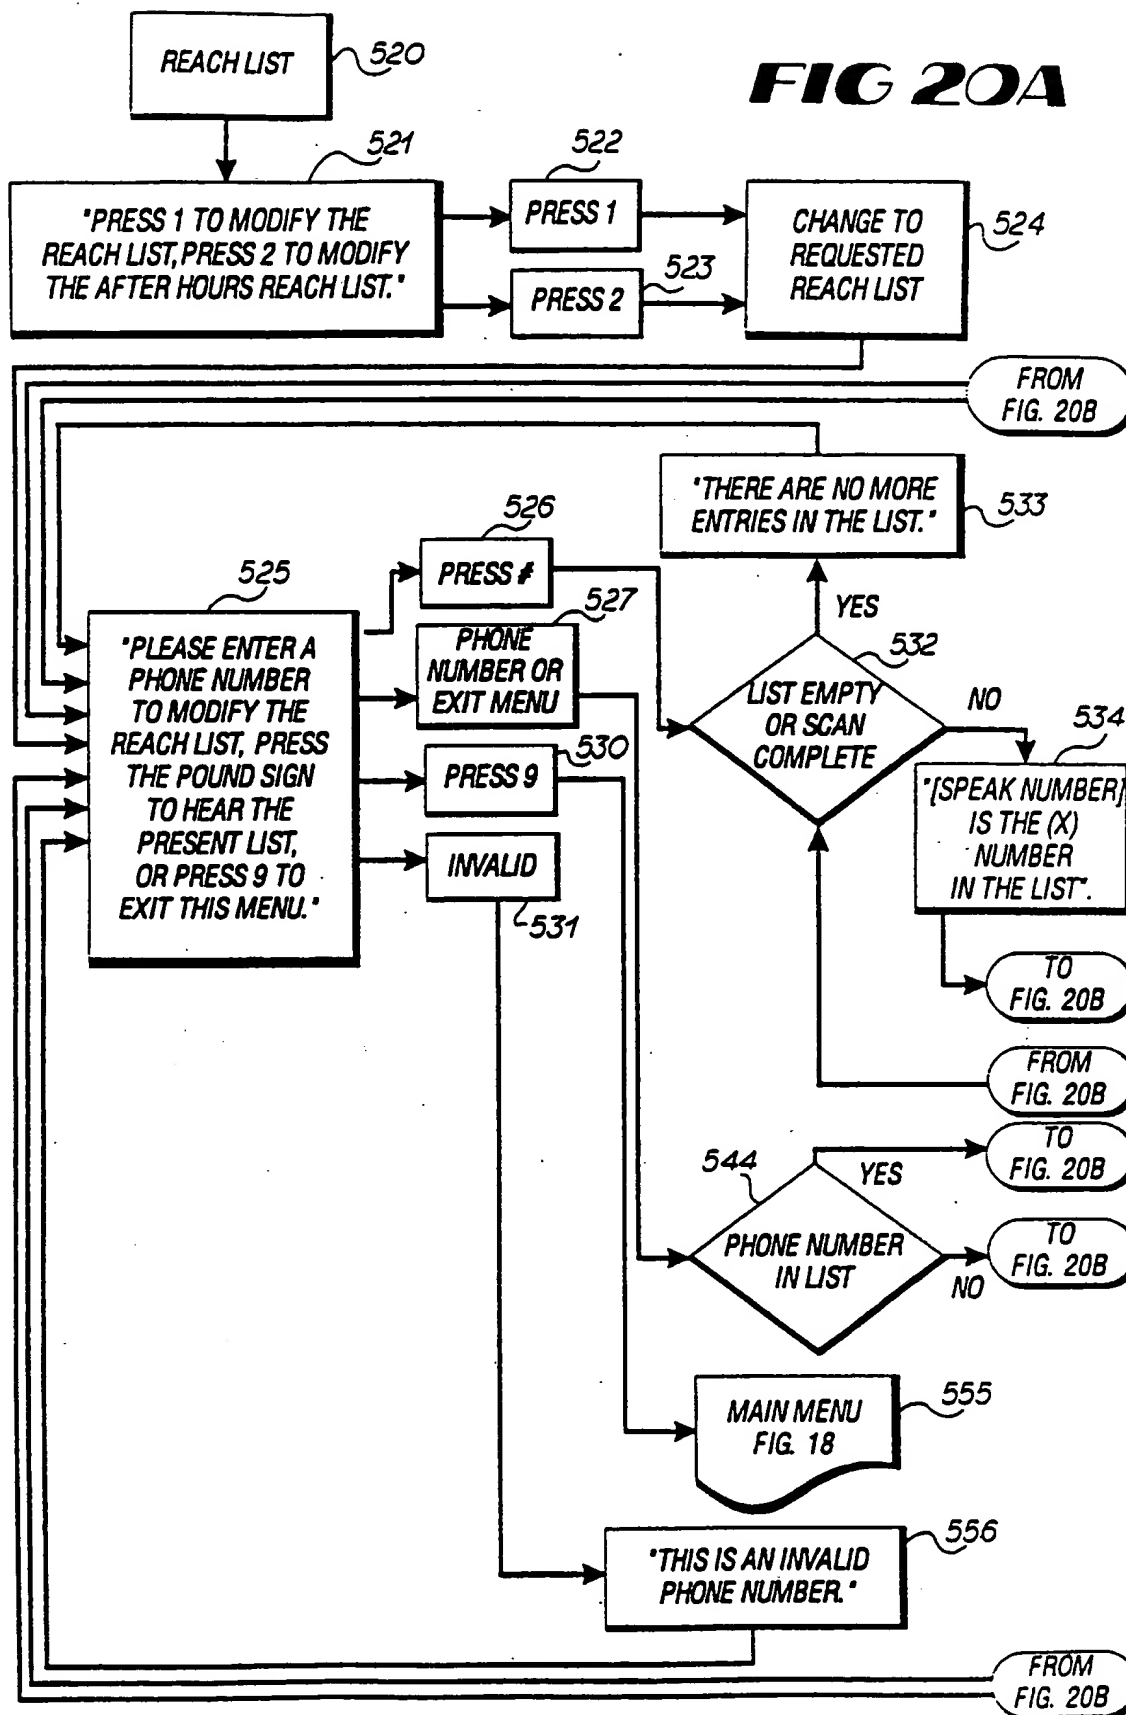 REACH LIST
520
FIG 20A
521
"PRESS 1 TO MODIFY THE
REACH LIST, PRESS 2 TO MODIFY
THE AFTER HOURS REACH LIST."
522
PRESS 1
523
PRESS 2
CHANGE TO
REQUESTED
REACH LIST
524
FROM
FIG. 20B
"THERE ARE NO MORE
ENTRIES IN THE LIST."
533
525
"PLEASE ENTER A
PHONE NUMBER
TO MODIFY THE
REACH LIST, PRESS
THE POUND SIGN
TO HEAR THE
PRESENT LIST,
OR PRESS 9 TO
EXIT THIS MENU."
526
PRESS #
527
PHONE
NUMBER OR
EXIT MENU
530
PRESS 9
INVALID
531
YES
532
LIST EMPTY
OR SCAN
COMPLETE
NO
534
"[SPEAK NUMBER]
IS THE (X)
NUMBER
IN THE LIST".
TO
FIG. 20B
FROM
FIG. 20B
544
YES
TO
FIG. 20B
PHONE NUMBER
IN LIST
NO
TO
FIG. 20B
MAIN MENU
FIG. 18
555
"THIS IS AN INVALID
PHONE NUMBER."
556
FROM
FIG. 20B